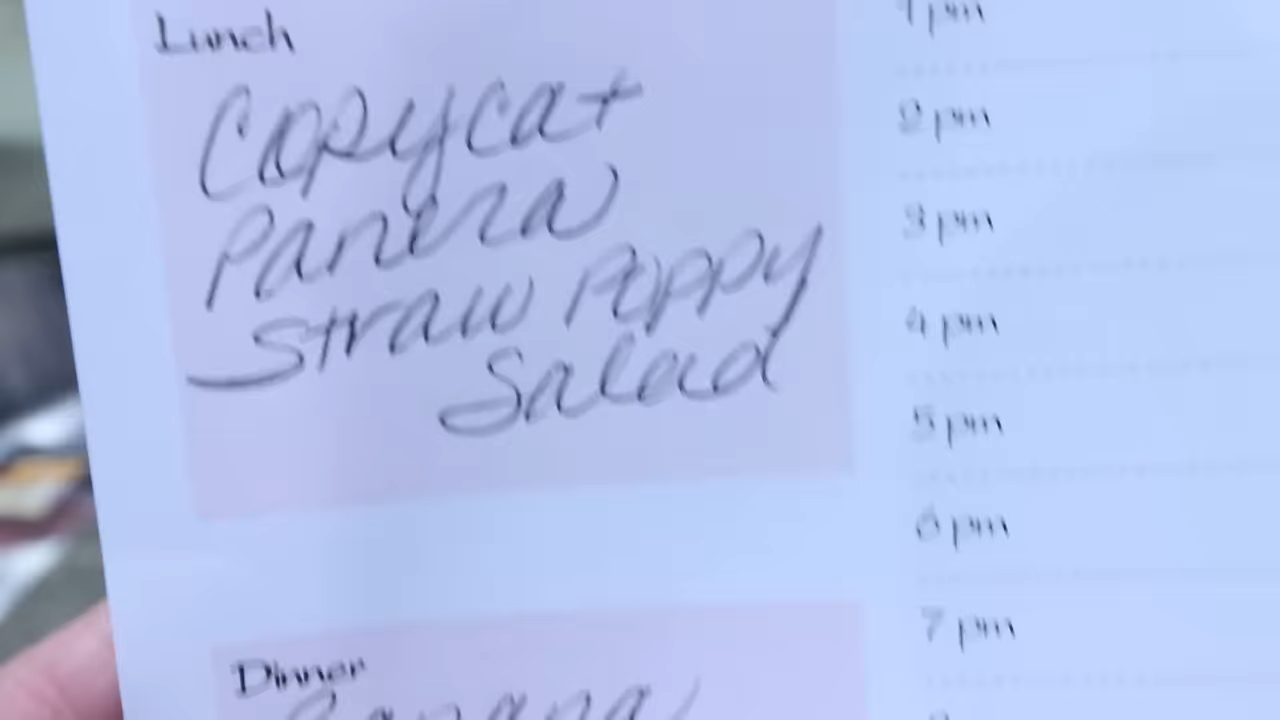 Lunch
Copycat
Panera
Straw Poppy
Salad
Dinner
Banana
1 pm
2 pm
3 pm
4 pm
5 pm
6 pm
7 pm